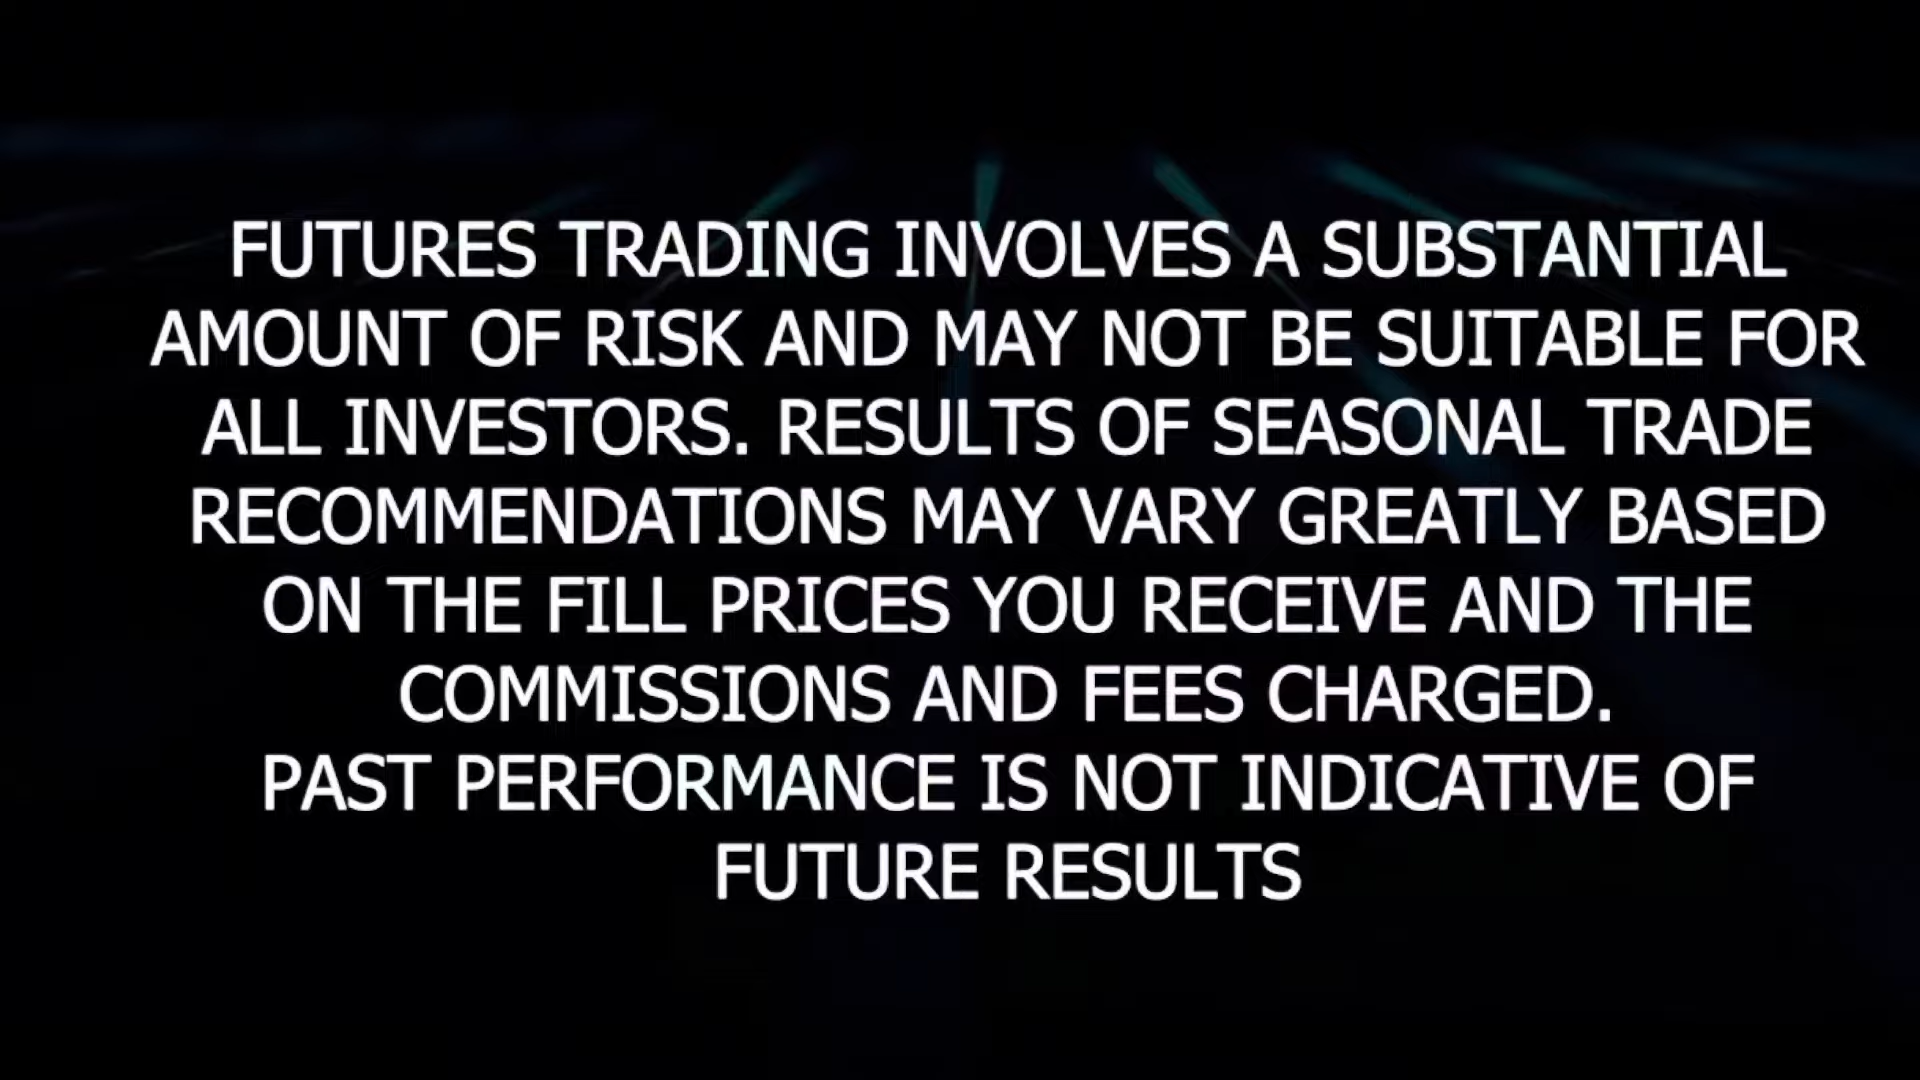 FUTURES TRADING INVOLVES A SUBSTANTIAL
AMOUNT OF RISK AND MAY NOT BE SUITABLE FOR
ALL INVESTORS. RESULTS OF SEASONAL TRADE
RECOMMENDATIONS MAY VARY GREATLY BASED
ON THE FILL PRICES YOU RECEIVE AND THE
COMMISSIONS AND FEES CHARGED.
PAST PERFORMANCE IS NOT INDICATIVE OF
FUTURE RESULTS